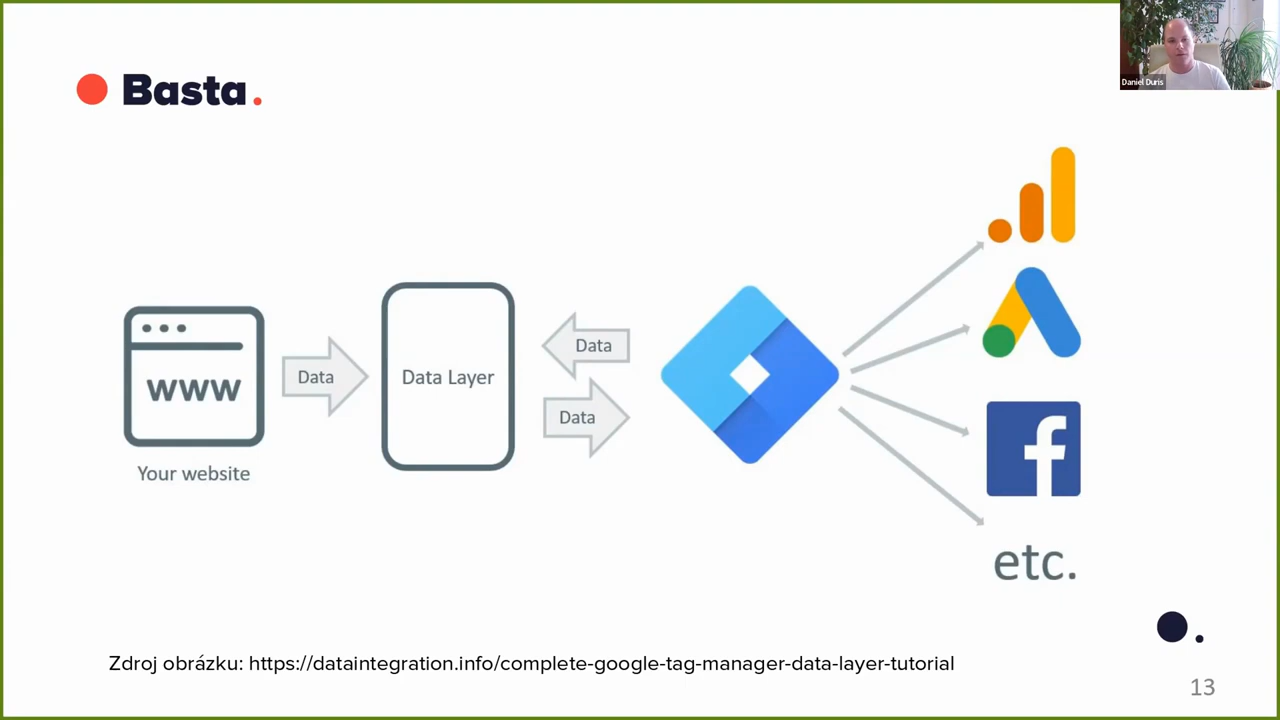 Basta.
Daniel Duris
www
Your website
Data
Data Layer
Data
Data
etc.
Zdroj obrázku: https://dataintegration.info/complete-google-tag-manager-data-layer-tutorial
13